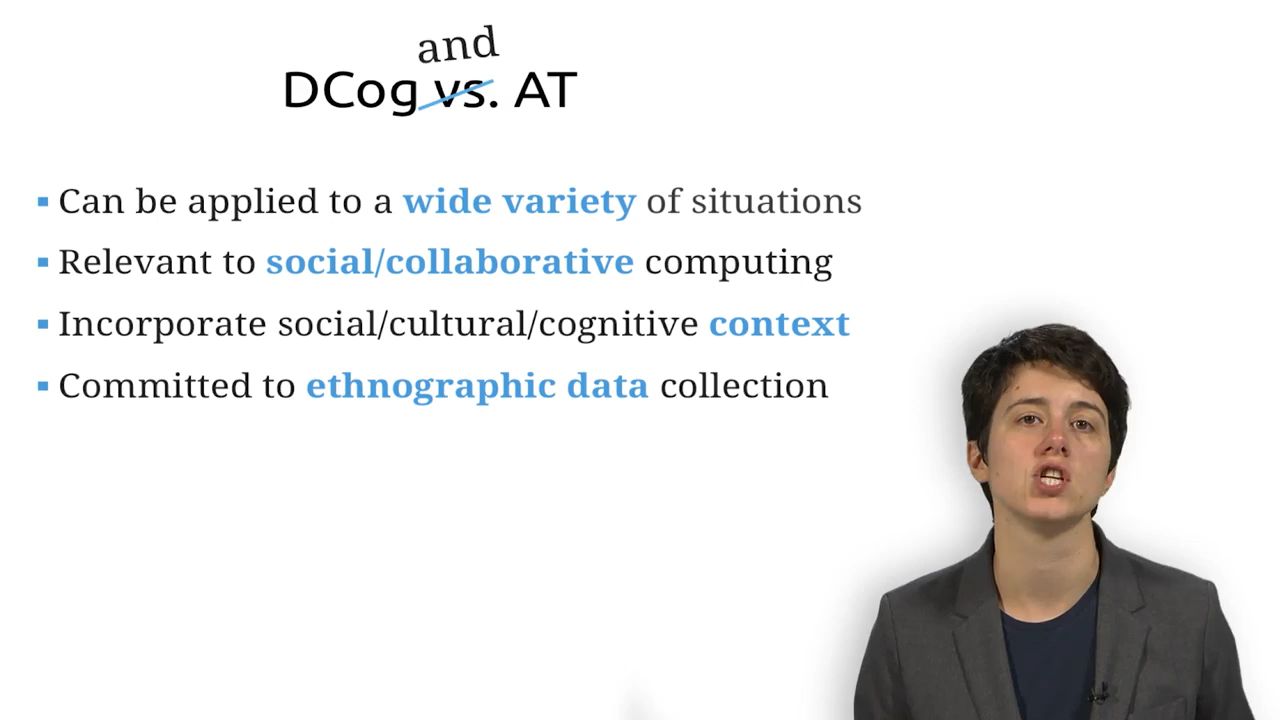 and
DCog vs. AT
Can be applied to a wide variety of situations
Relevant to social/collaborative computing
Incorporate social/cultural/cognitive context
Committed to ethnographic data collection